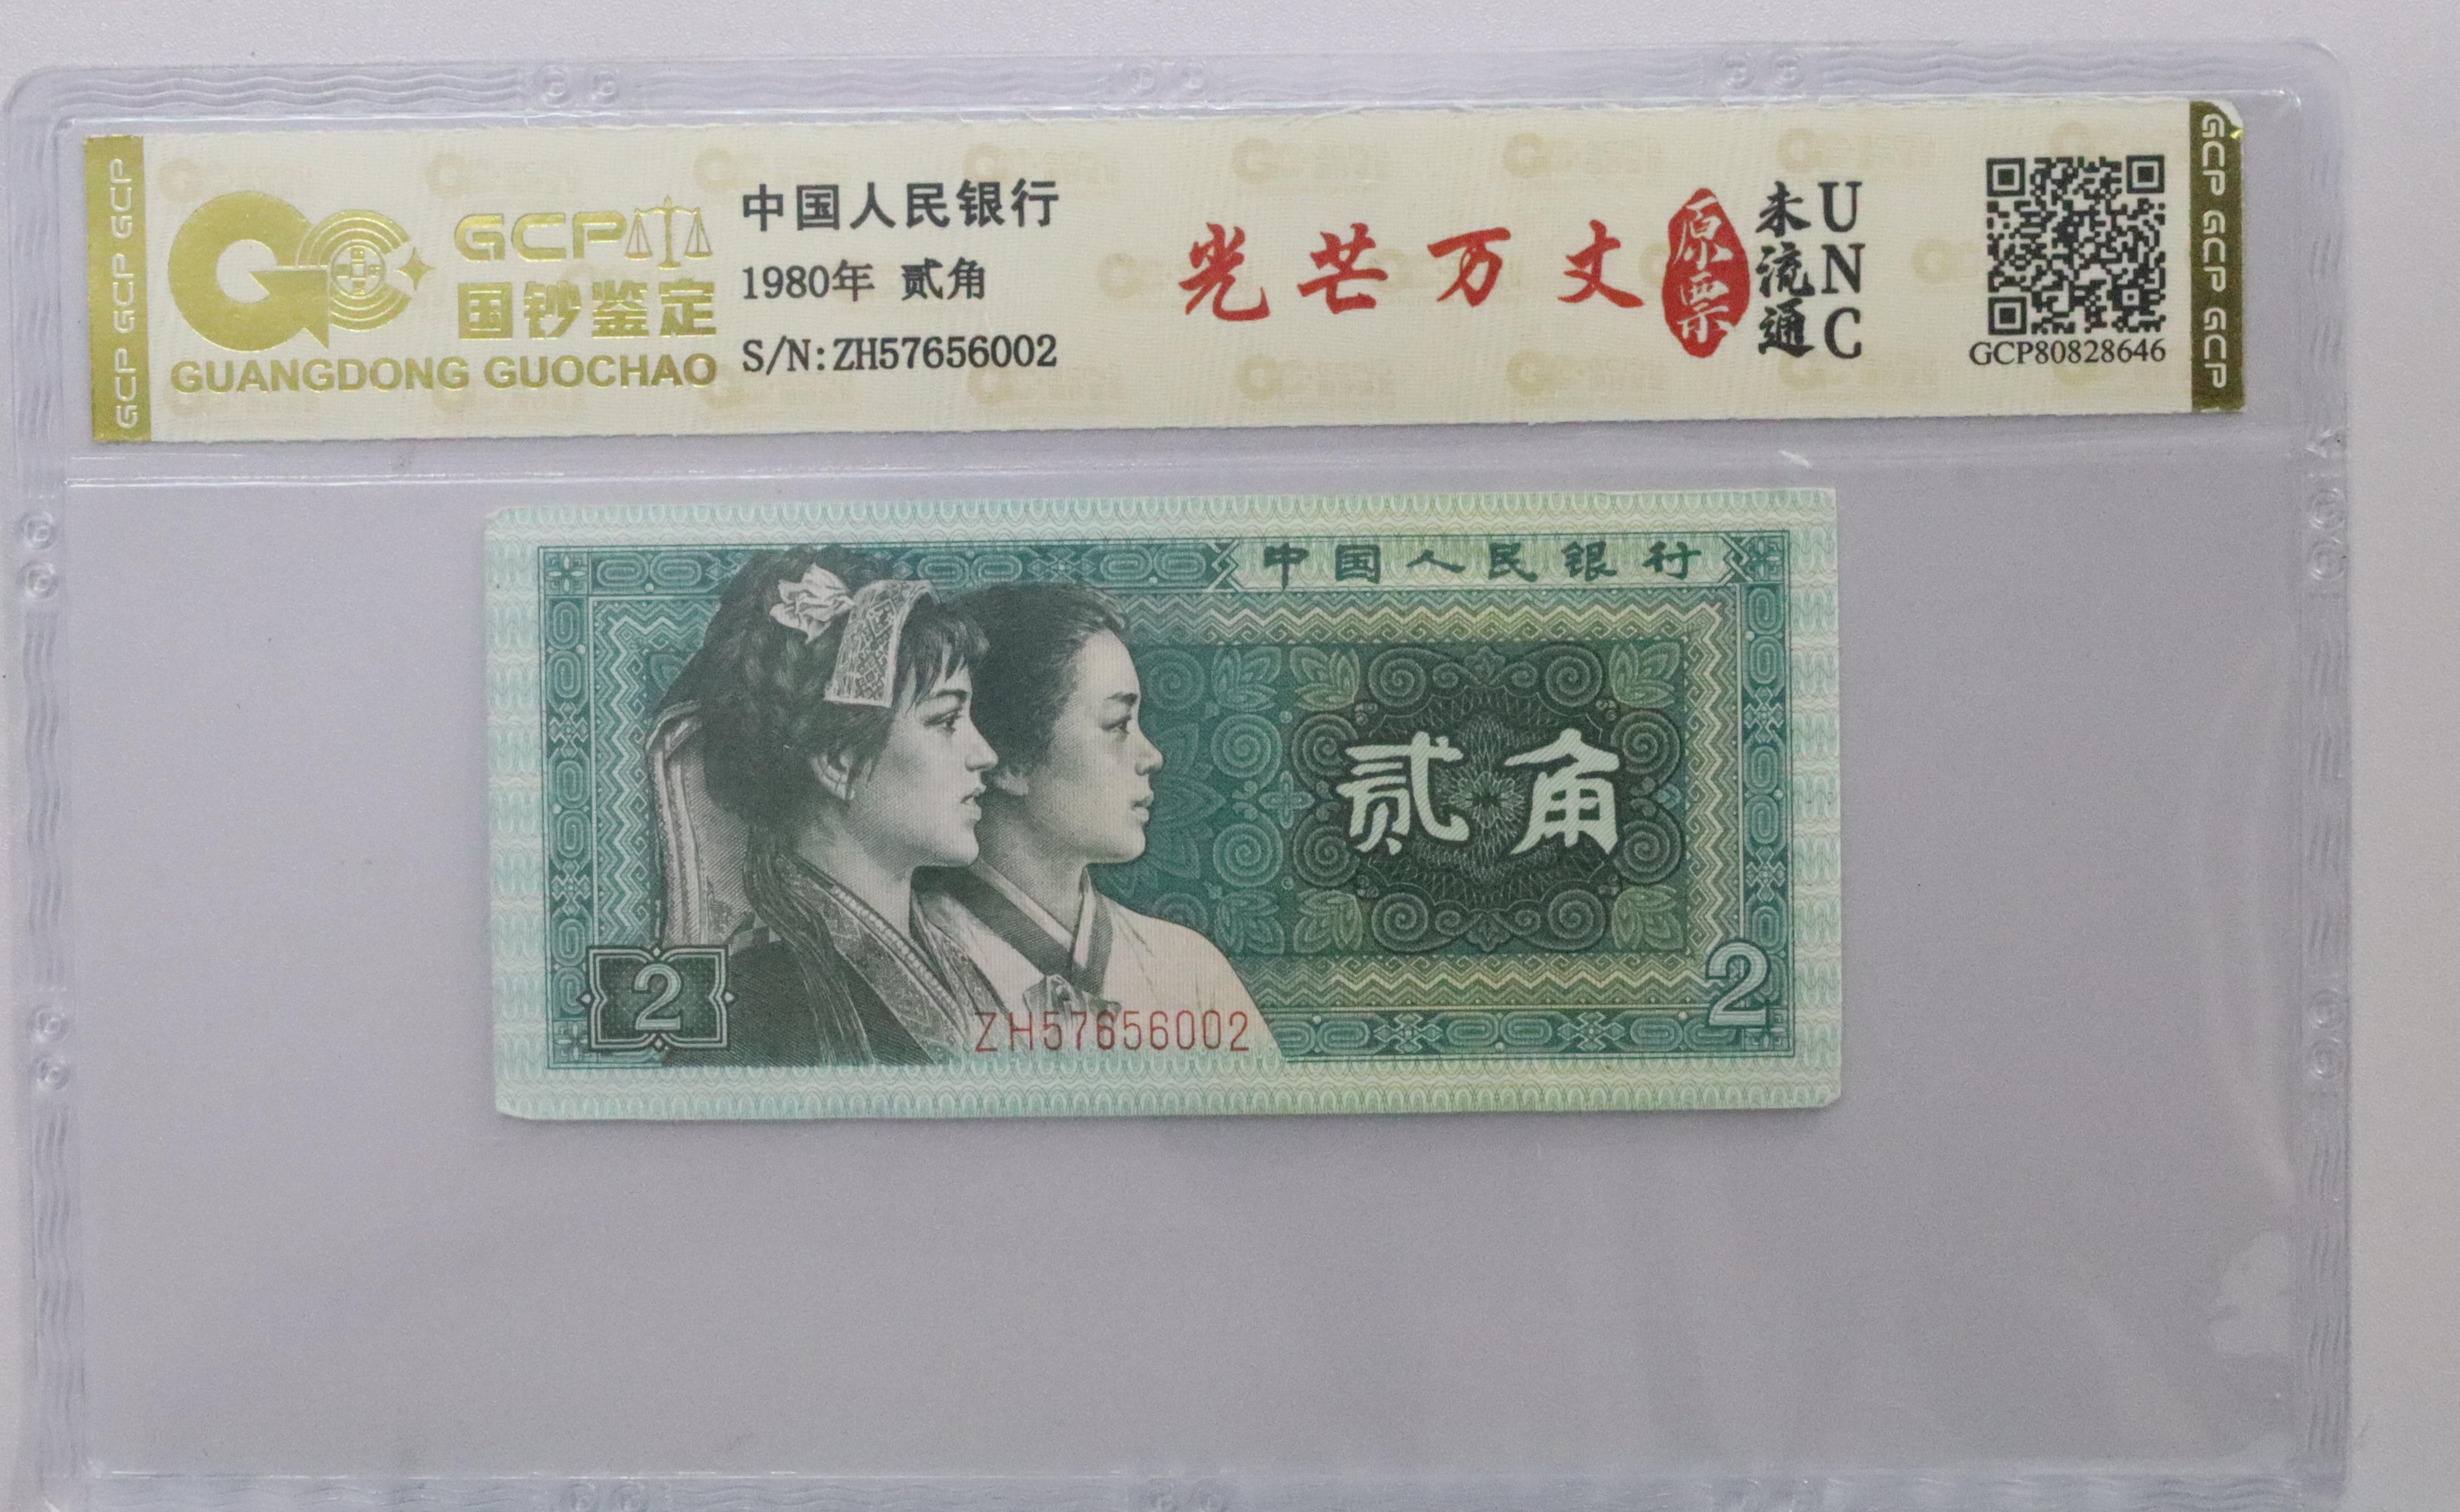 GCP GCP GCP
GCP
国钞鉴定
GUANGDONG GUOCHAO
中国人民银行
1980年 贰角
S/N:ZH57656002
光芒万丈
原票
未流通
UNC
GCP80828646
GCP GCP GCP
中国人民银行
贰角
2
2
ZH57656002